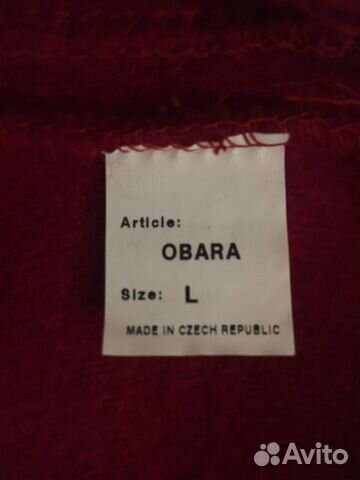 Article:
OBARA
Size: L
MADE IN CZECH REPUBLIC
Avito